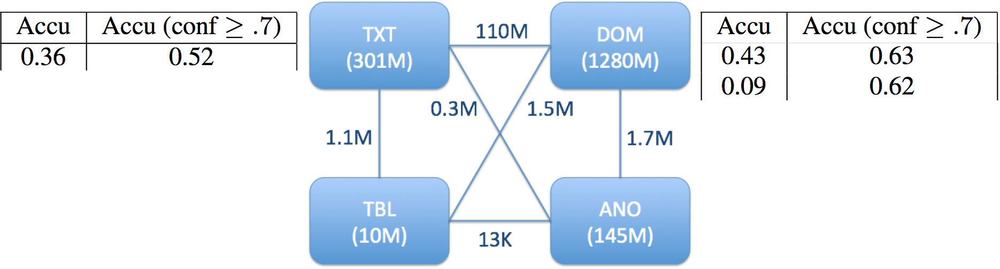 Accu Accu (conf ≥ .7)
0.36 0.52
TXT
(301M)
110M
DOM
(1280M)
0.3M
1.5M
1.1M
1.7M
TBL
(10M)
13K
ANO
(145M)
Accu Accu (conf ≥ .7)
0.43 0.63
0.09 0.62